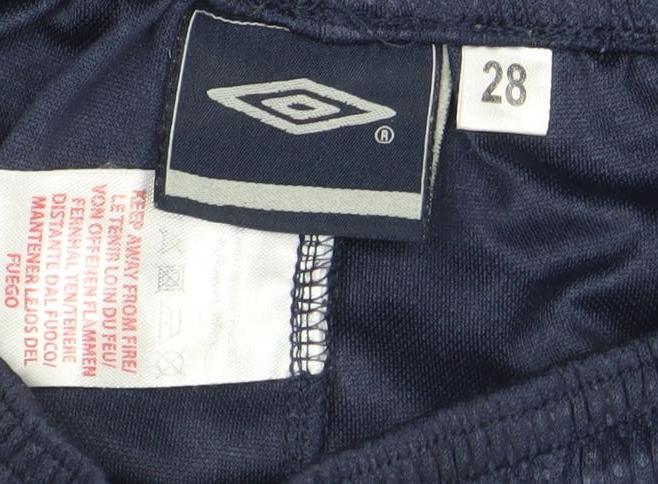 28
®
KEEP AWAY FROM FIRE/
LE TENIR LOIN DU FEU/
VON OFFENEN FLAMMEN
FERNHALTEN/TENERE
DISTANTE DAL FUOCO/
MANTENER LEJOS DEL
FUEGO